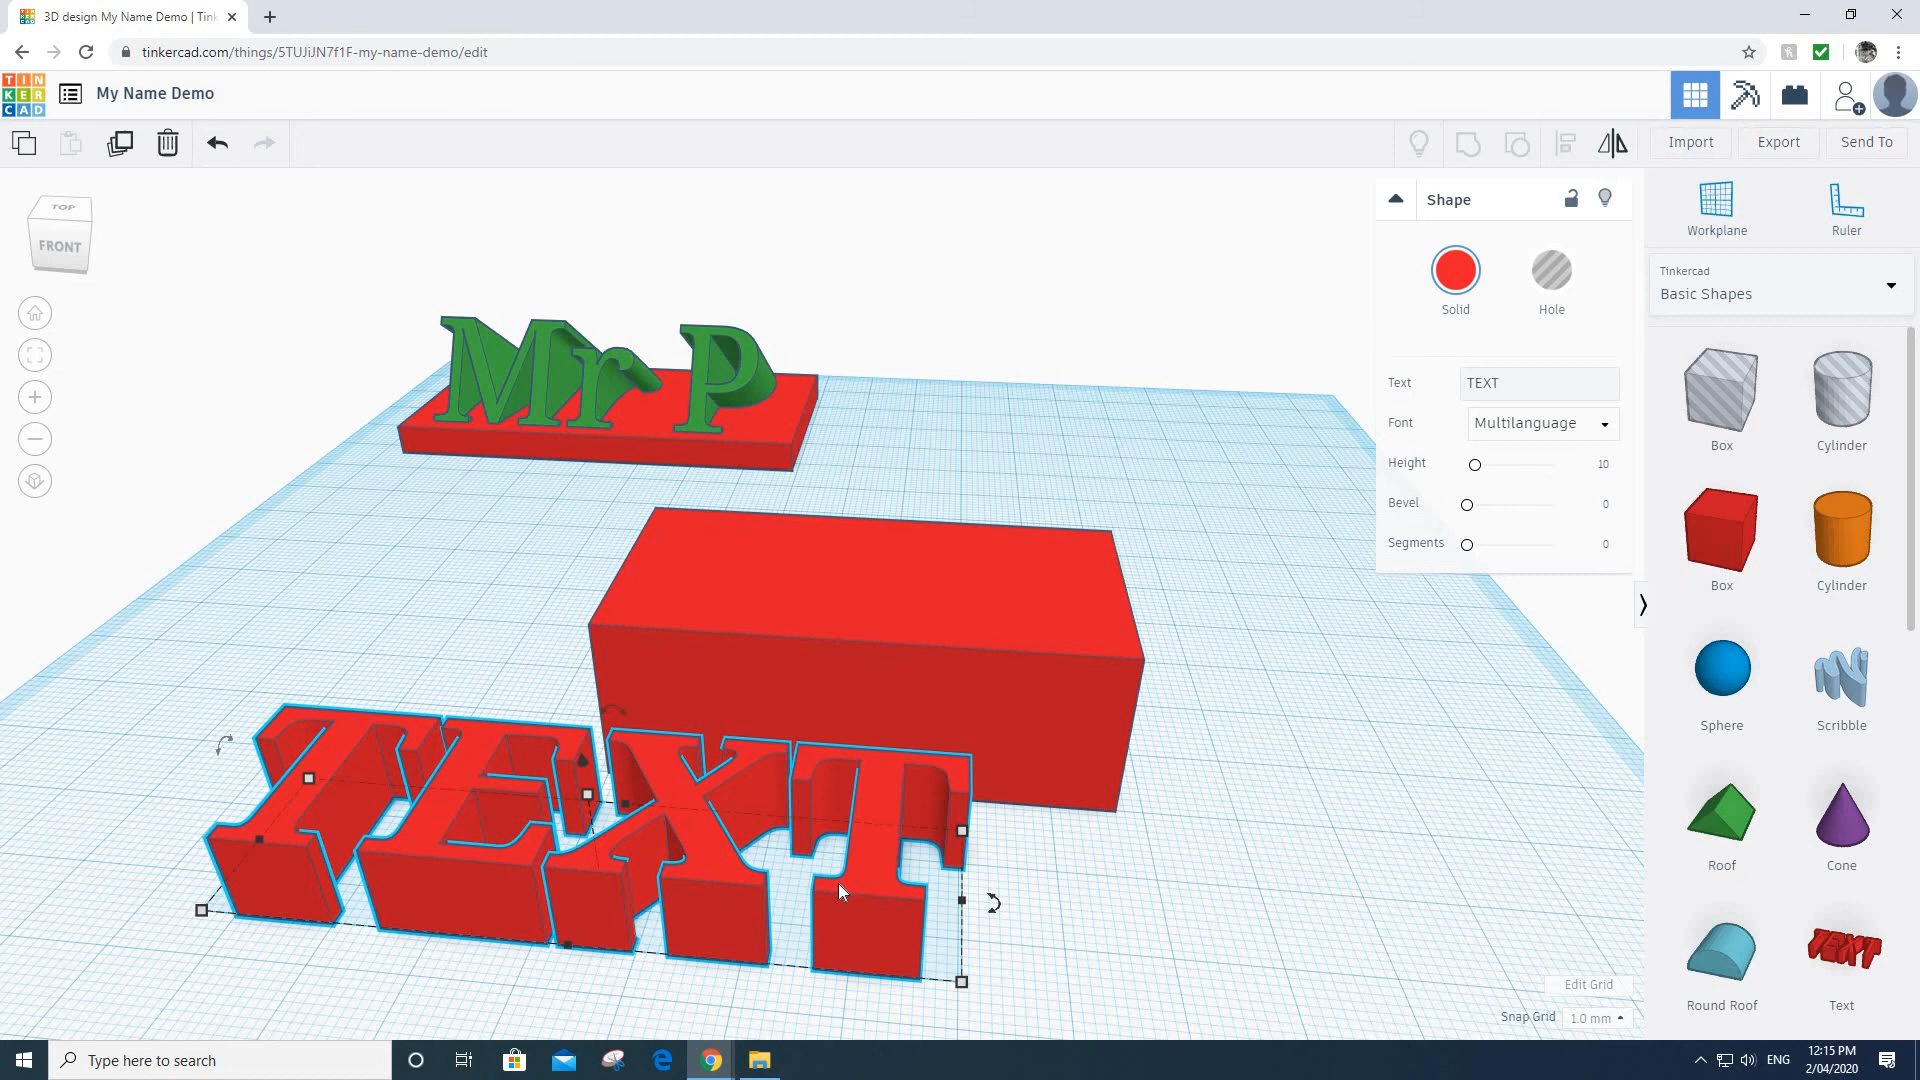 3D design My Name Demo | Tink
tinkercad.com/things/5TUJiJN7f1F-my-name-demo/edit
TIN
KER
CAD
My Name Demo
Import
Export
Send To
TOP
FRONT
Mr P
TEXT
Shape
Solid
Hole
Text
TEXT
Font
Multilanguage
Height
10
Bevel
0
Segments
0
Workplane
Ruler
Tinkercad
Basic Shapes
Box
Cylinder
Box
Cylinder
Sphere
Scribble
Roof
Cone
Round Roof
TEXT
Text
Edit Grid
Snap Grid
1.0 mm
Type here to search
ENG
12:15 PM
2/04/2020